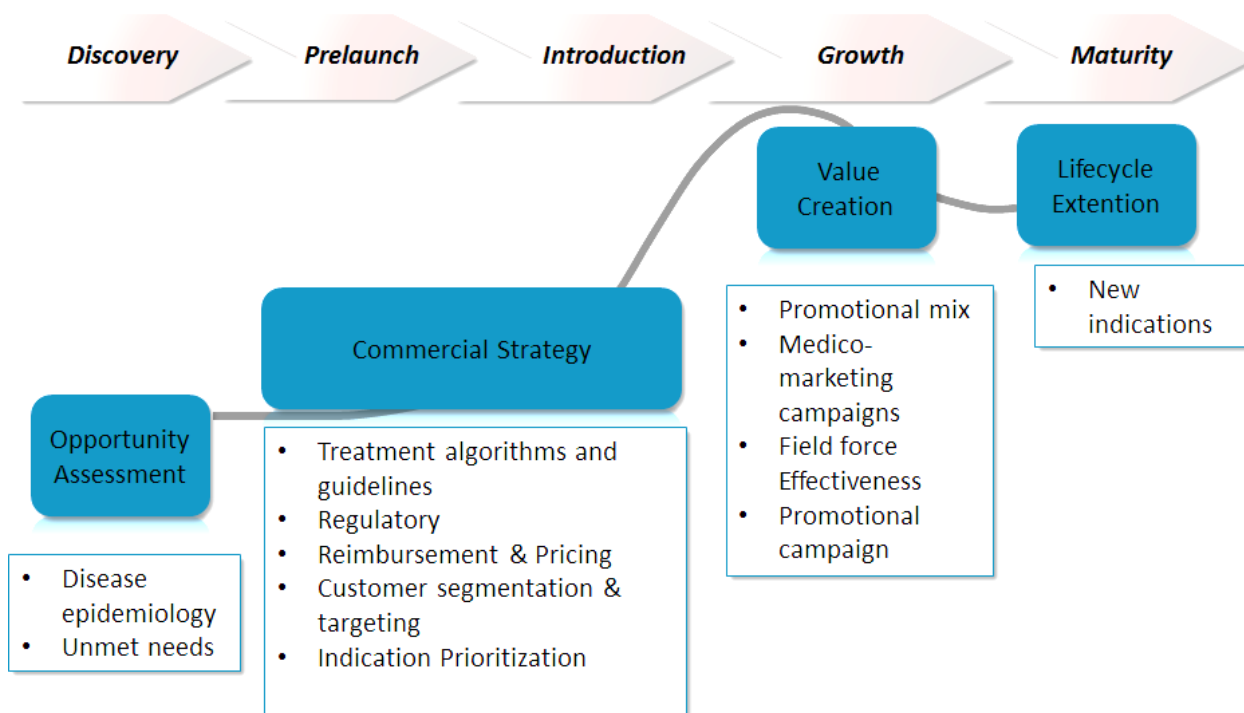 Discovery
Prelaunch
Introduction
Growth
Maturity
Value
Creation
Lifecycle
Extention
• New
indications
• Promotional mix
• Medico-
marketing
campaigns
• Field force
Effectiveness
• Promotional
campaign
Commercial Strategy
• Treatment algorithms and
guidelines
• Regulatory
• Reimbursement & Pricing
• Customer segmentation &
targeting
• Indication Prioritization
Opportunity
Assessment
• Disease
epidemiology
• Unmet needs